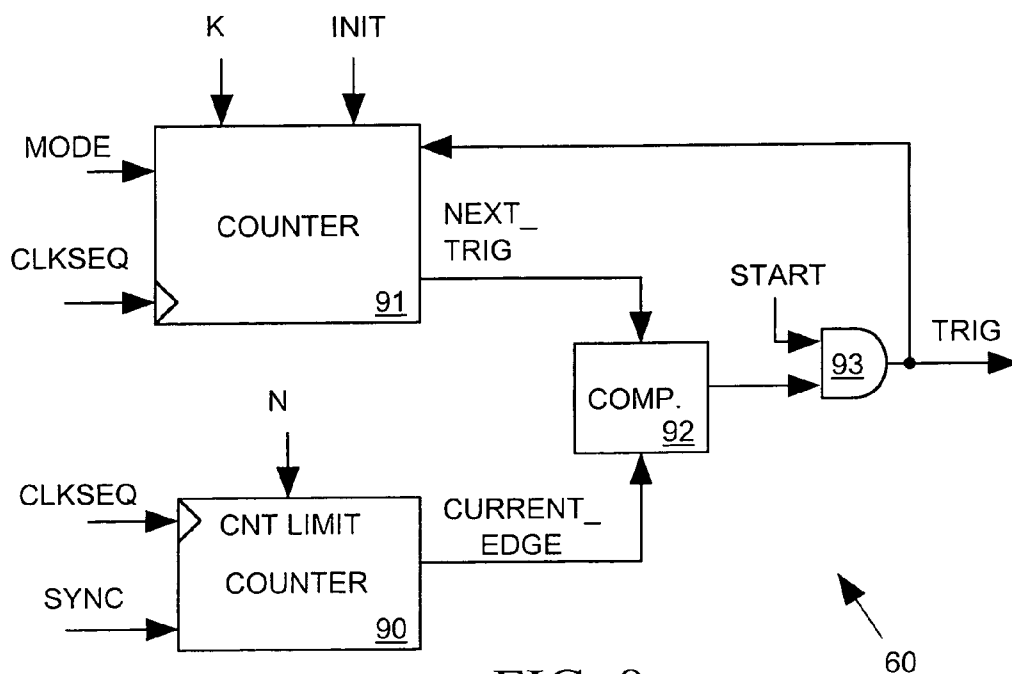 K
INIT
MODE
COUNTER
CLKSEQ
91
NEXT_
TRIG
START
TRIG
93
COMP.
92
N
CLKSEQ
CNT LIMIT
COUNTER
90
SYNC
CURRENT_
EDGE
60
FIG.